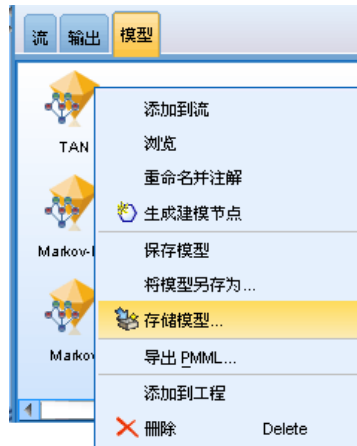 流 输出 模型
TAN
Markov-
Markov
添加到流
浏览
重命名并注解
生成建模节点
保存模型
将模型另存为...
存储模型...
导出 PMML...
添加到工程
删除 Delete